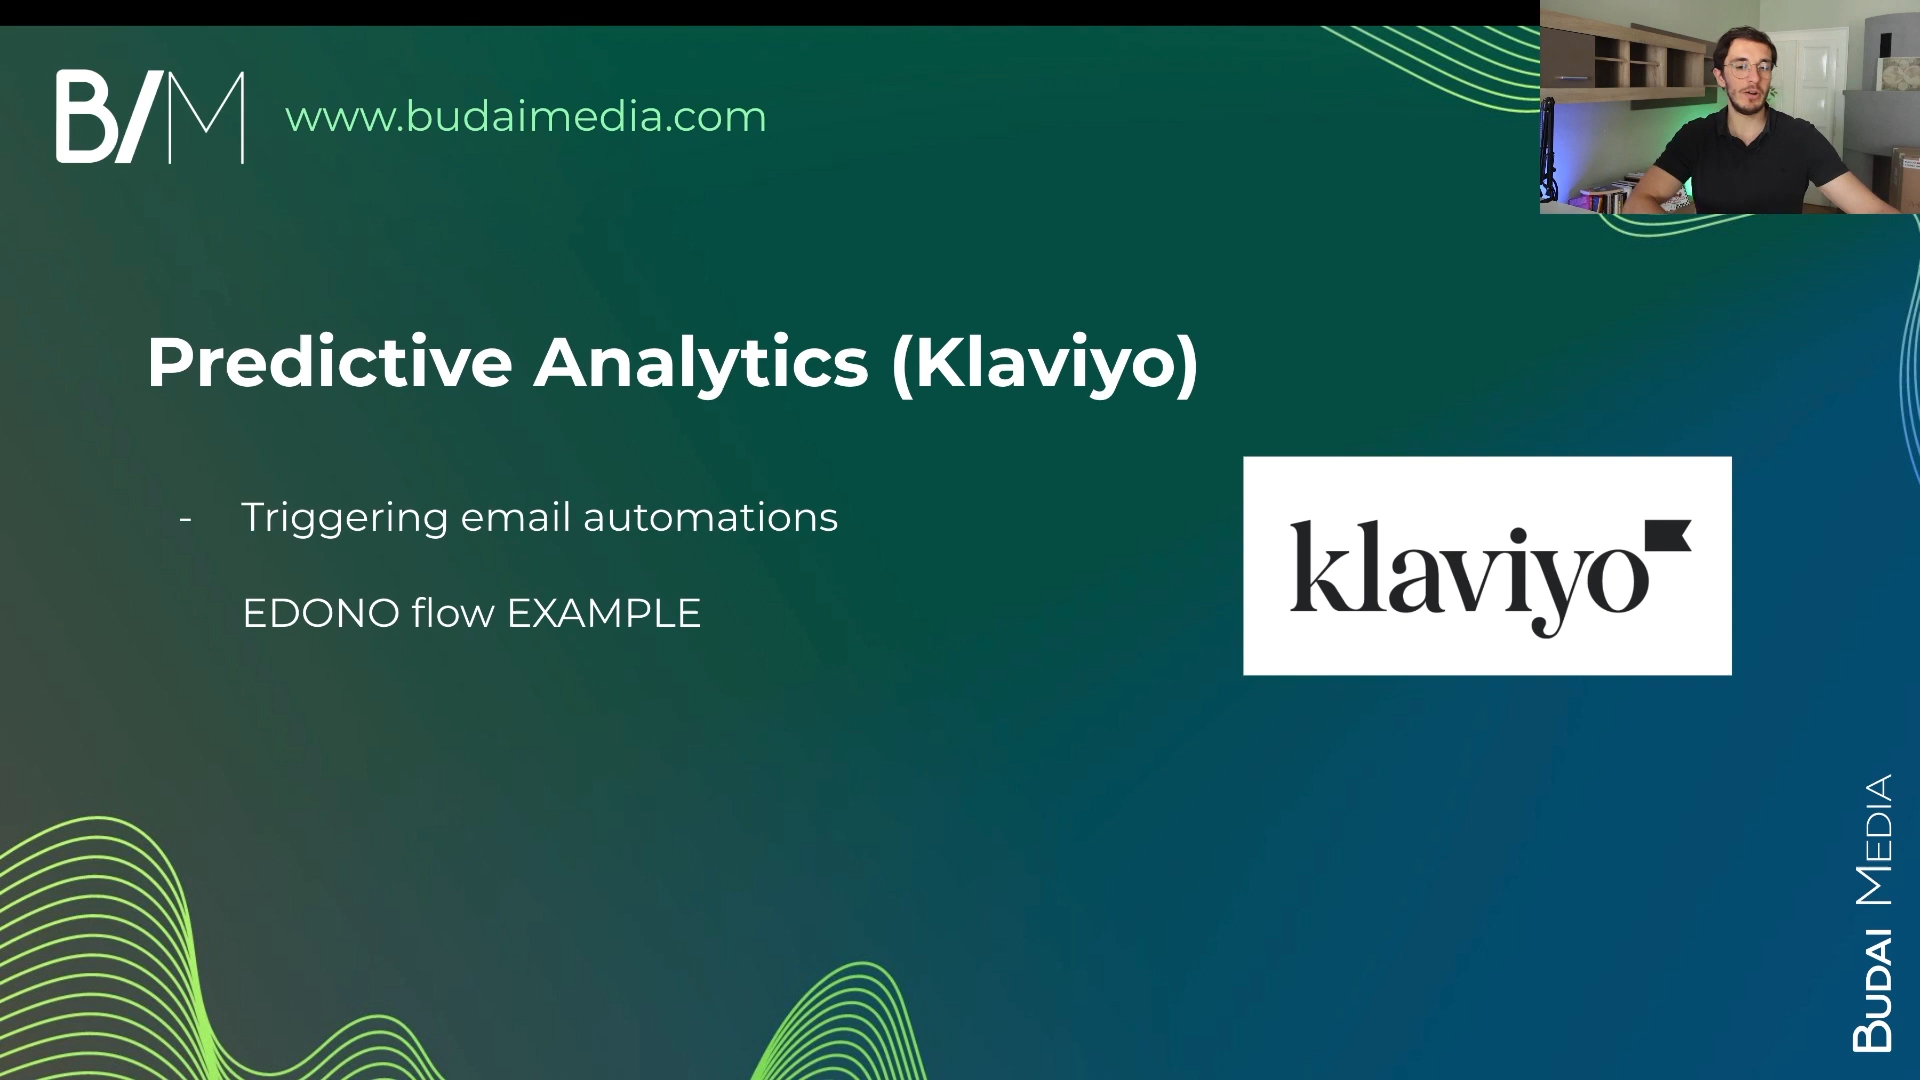 B/M
www.budaimedia.com
Predictive Analytics (Klaviyo)
- Triggering email automations
EDONO flow EXAMPLE
klaviyo
BUDAI MEDIA